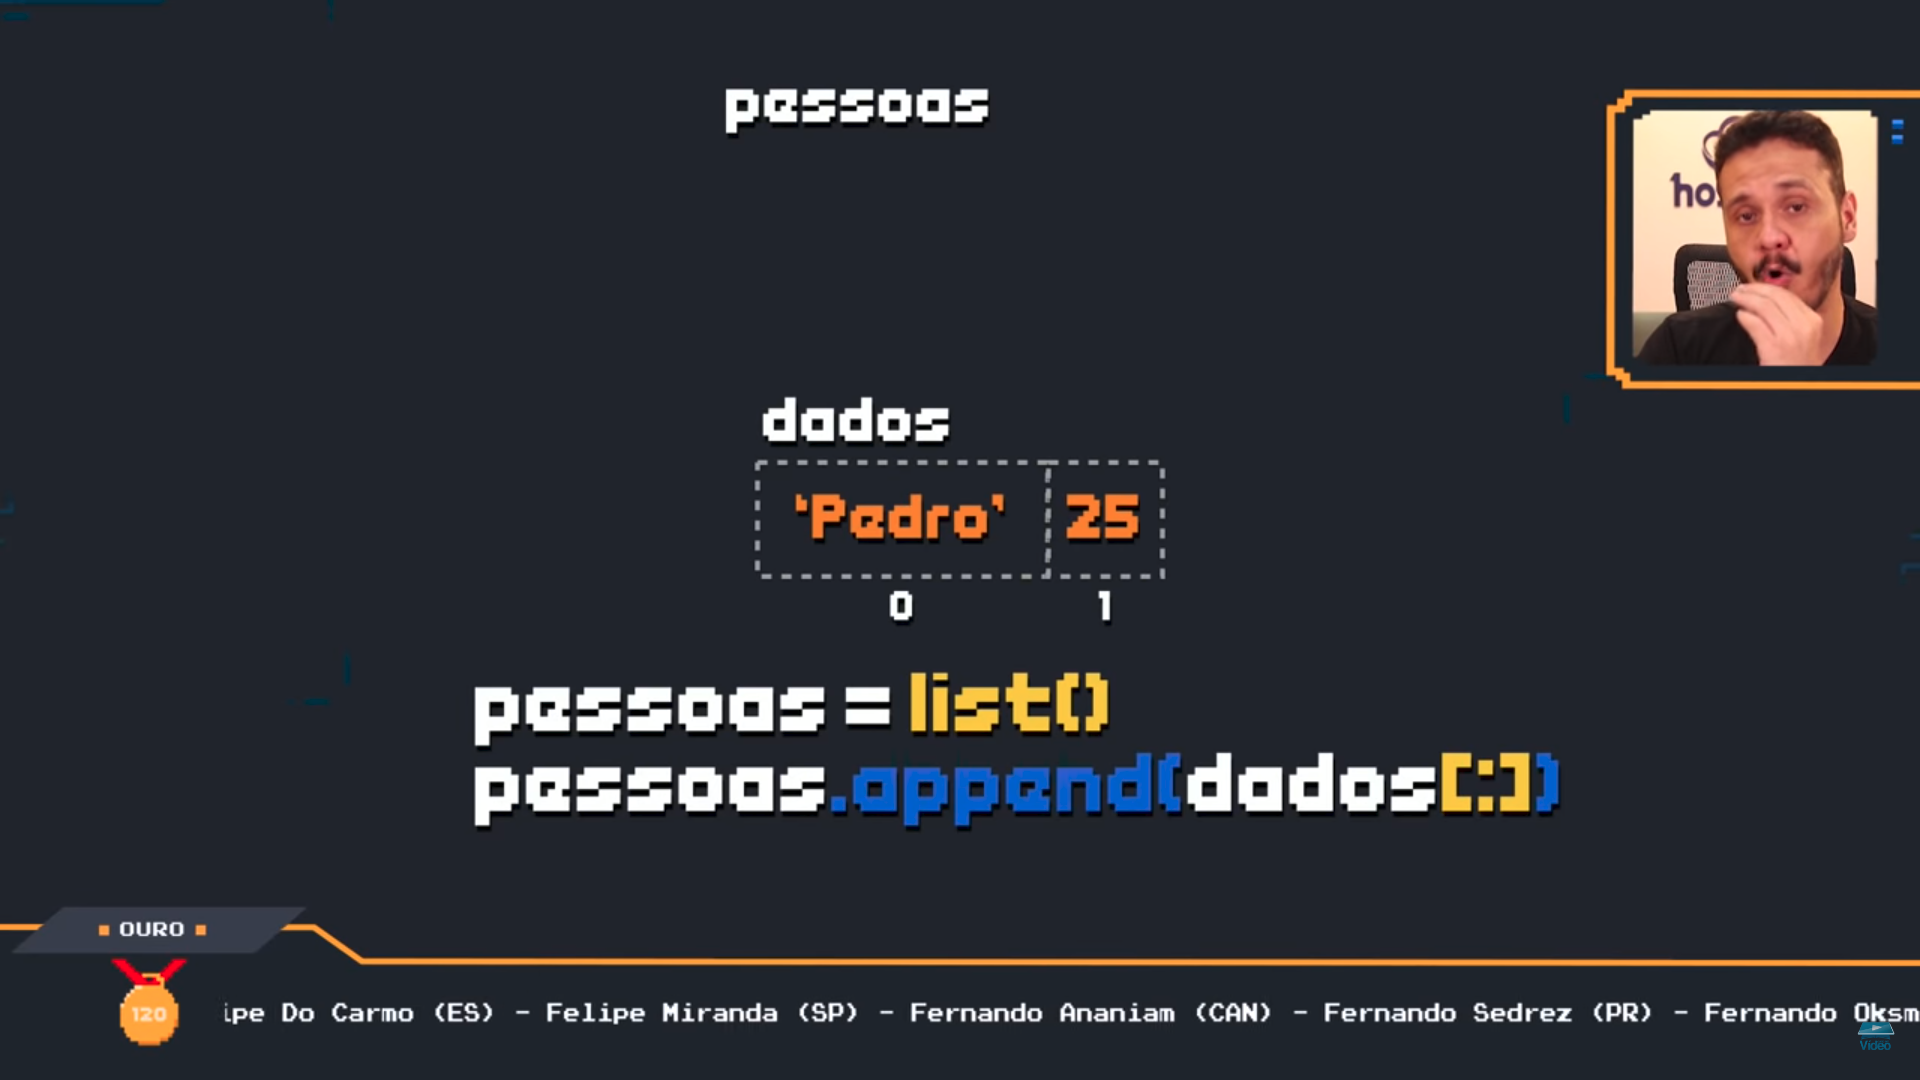 pessoas
dados
‘Pedro’ 25
0 1
pessoas = list()
pessoas.append(dados[:])
OURO
120
ipe Do Carmo (ES) - Felipe Miranda (SP) - Fernando Ananiam (CAN) - Fernando Sedrez (PR) - Fernando Oksm
Vídeo